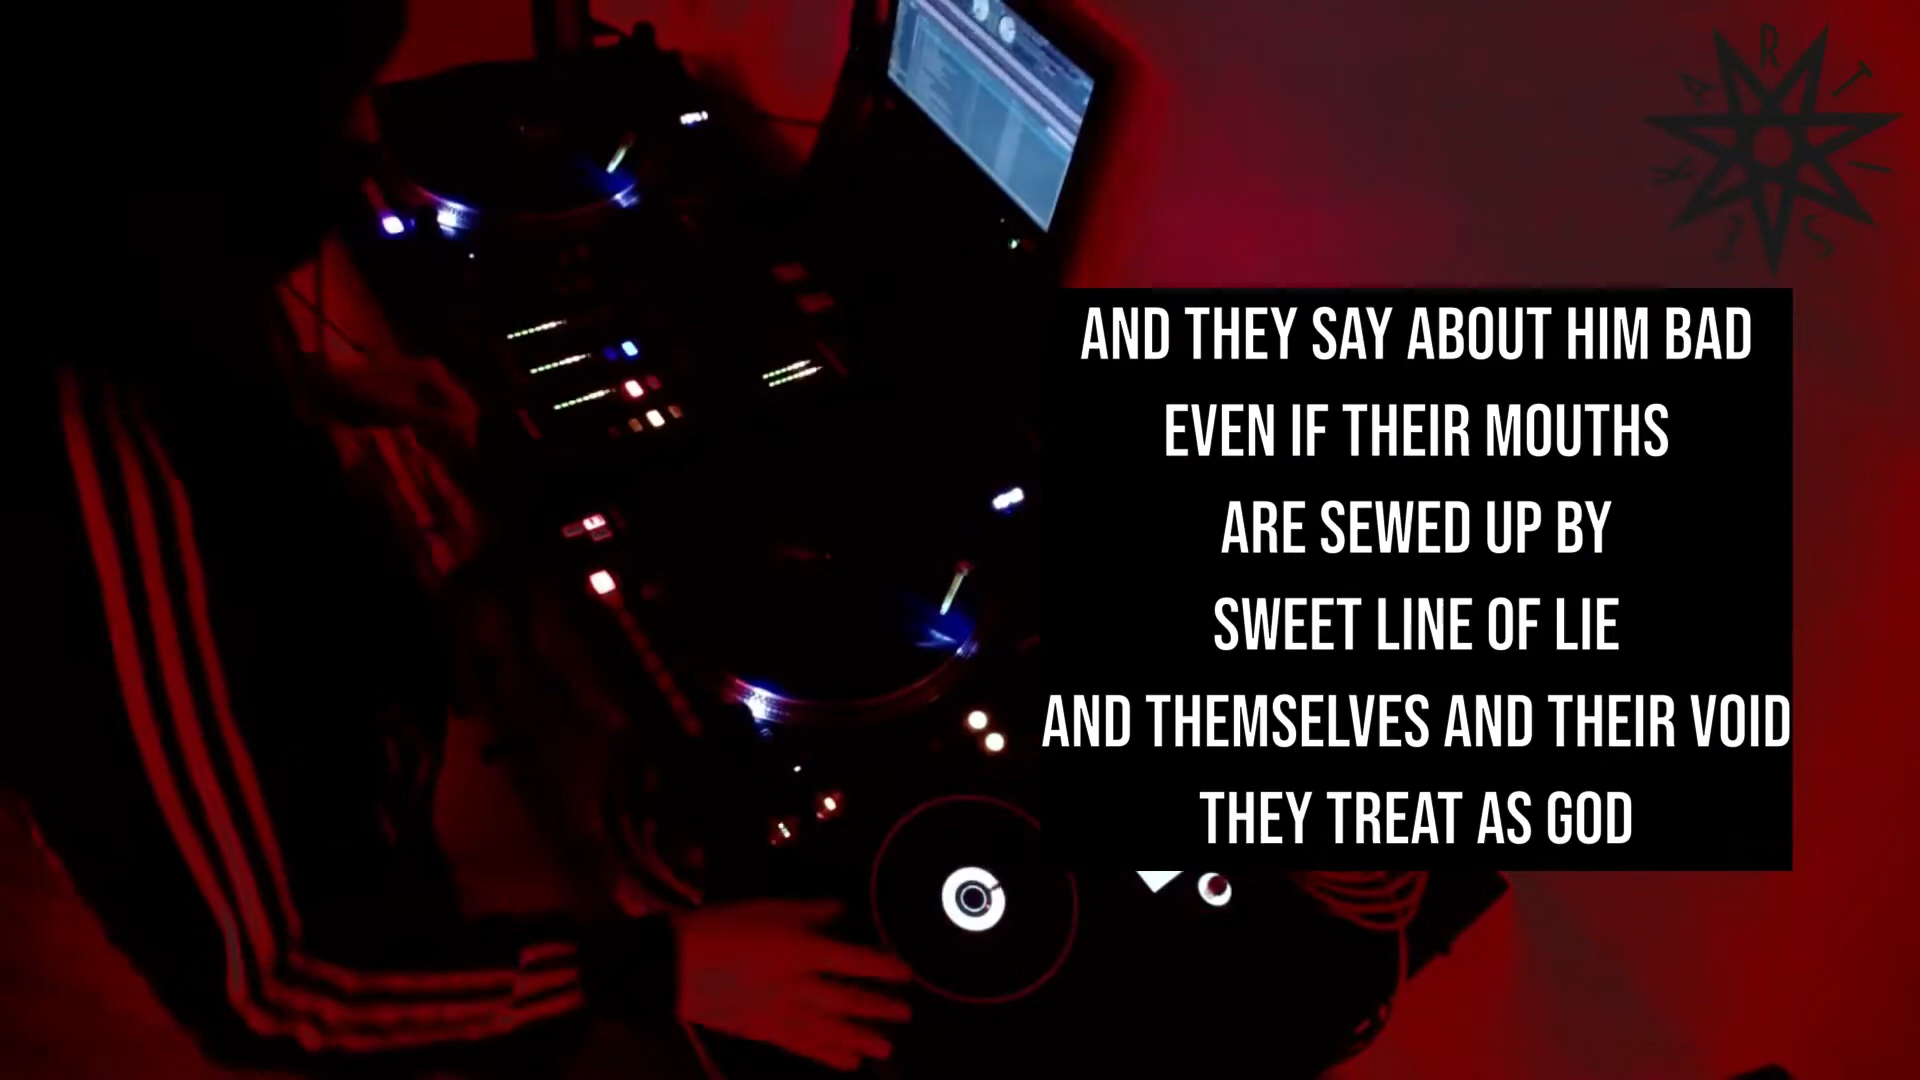 AND THEY SAY ABOUT HIM BAD
EVEN IF THEIR MOUTHS
ARE SEWED UP BY
SWEET LINE OF LIE
AND THEMSELVES AND THEIR VOID
THEY TREAT AS GOD